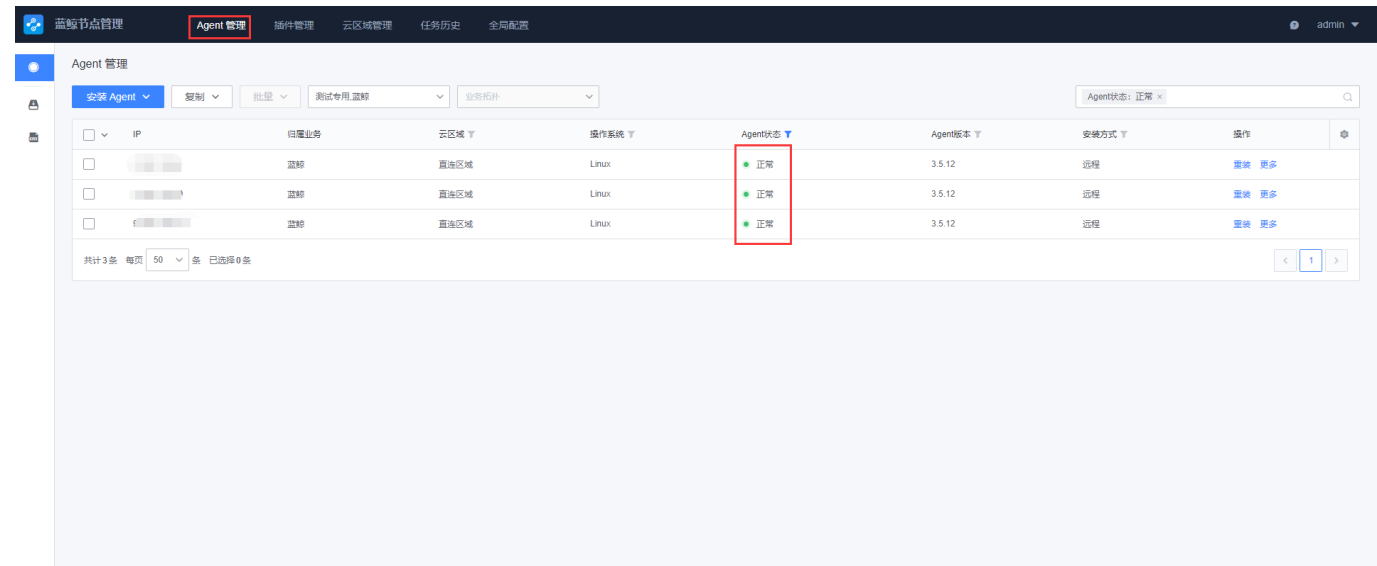 蓝鲸节点管理 Agent 管理 插件管理 云区域管理 任务历史 全局配置 admin
Agent 管理
安装 Agent 复制 批量 测试专用,蓝鲸 业务拓扑 Agent状态：正常 ×
IP 归属业务 云区域 操作系统 Agent状态 Agent版本 安装方式 操作
蓝鲸 直连区域 Linux 正常 3.5.12 远程 重装 更多
蓝鲸 直连区域 Linux 正常 3.5.12 远程 重装 更多
蓝鲸 直连区域 Linux 正常 3.5.12 远程 重装 更多
共计3条 每页 50 条 已选择0条 1